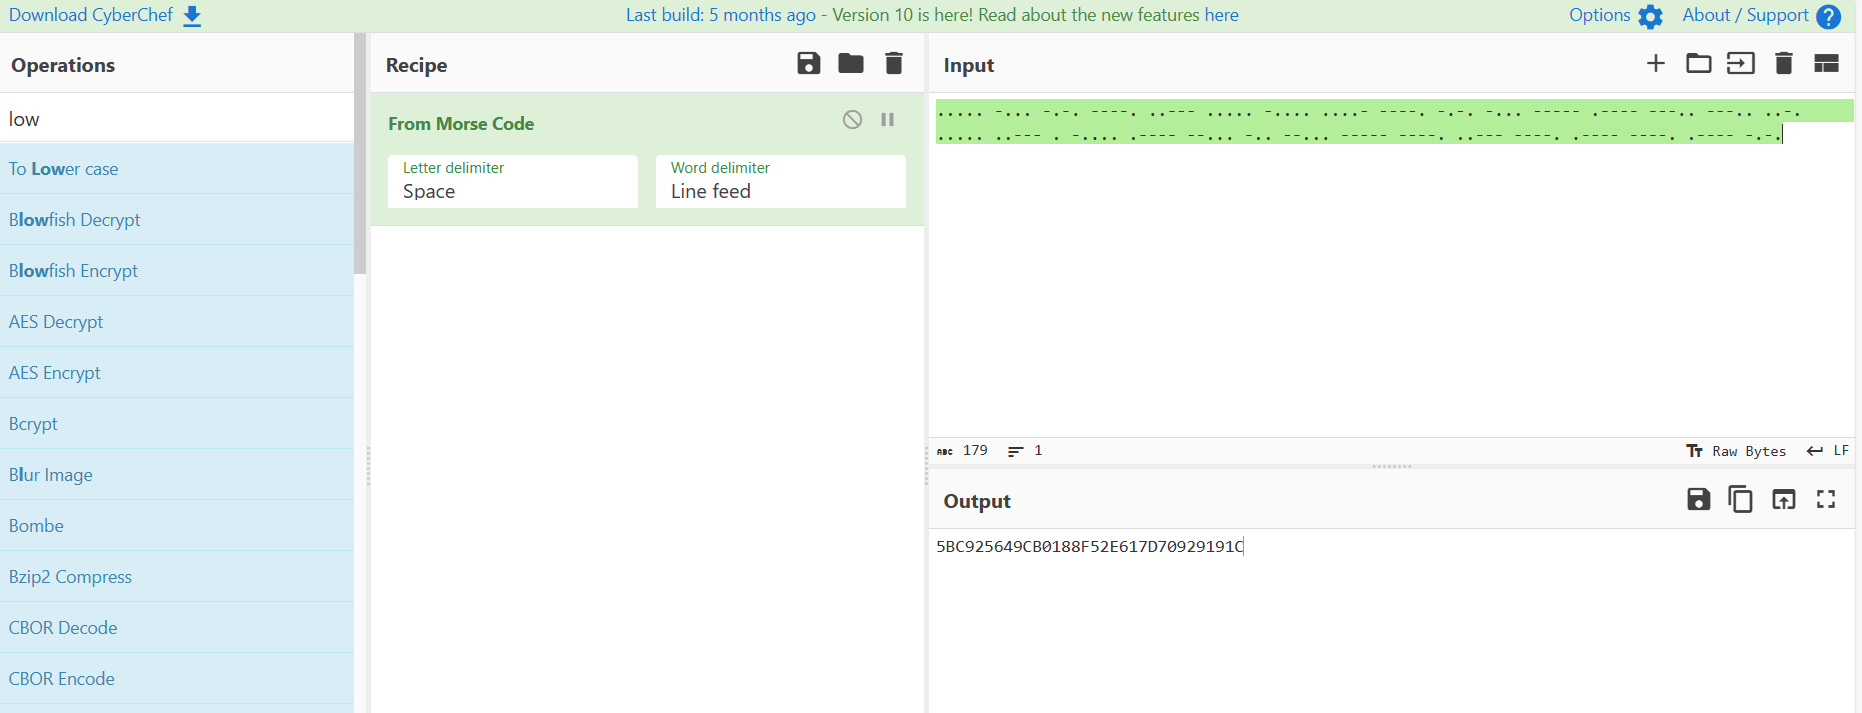 Download CyberChef
Last build: 5 months ago - Version 10 is here! Read about the new features here
Options
About / Support
Operations
low
To Lower case
Blowfish Decrypt
Blowfish Encrypt
AES Decrypt
AES Encrypt
Bcrypt
Blur Image
Bombe
Bzip2 Compress
CBOR Decode
CBOR Encode
Recipe
From Morse Code
Letter delimiter
Space
Word delimiter
Line feed
Input
..... -... -.-. ----. ..--- ..... -.... ....- ----. -.-. -... ----- .---- ---.. ---.. ..-.
..... ..--- . -.... .---- --... -.. --... ----- ----. ..--- ----. .---- ----. .---- -.-.
ABC 179 1
Tт Raw Bytes LF
Output
5BC925649CB0188F52E617D70929191C